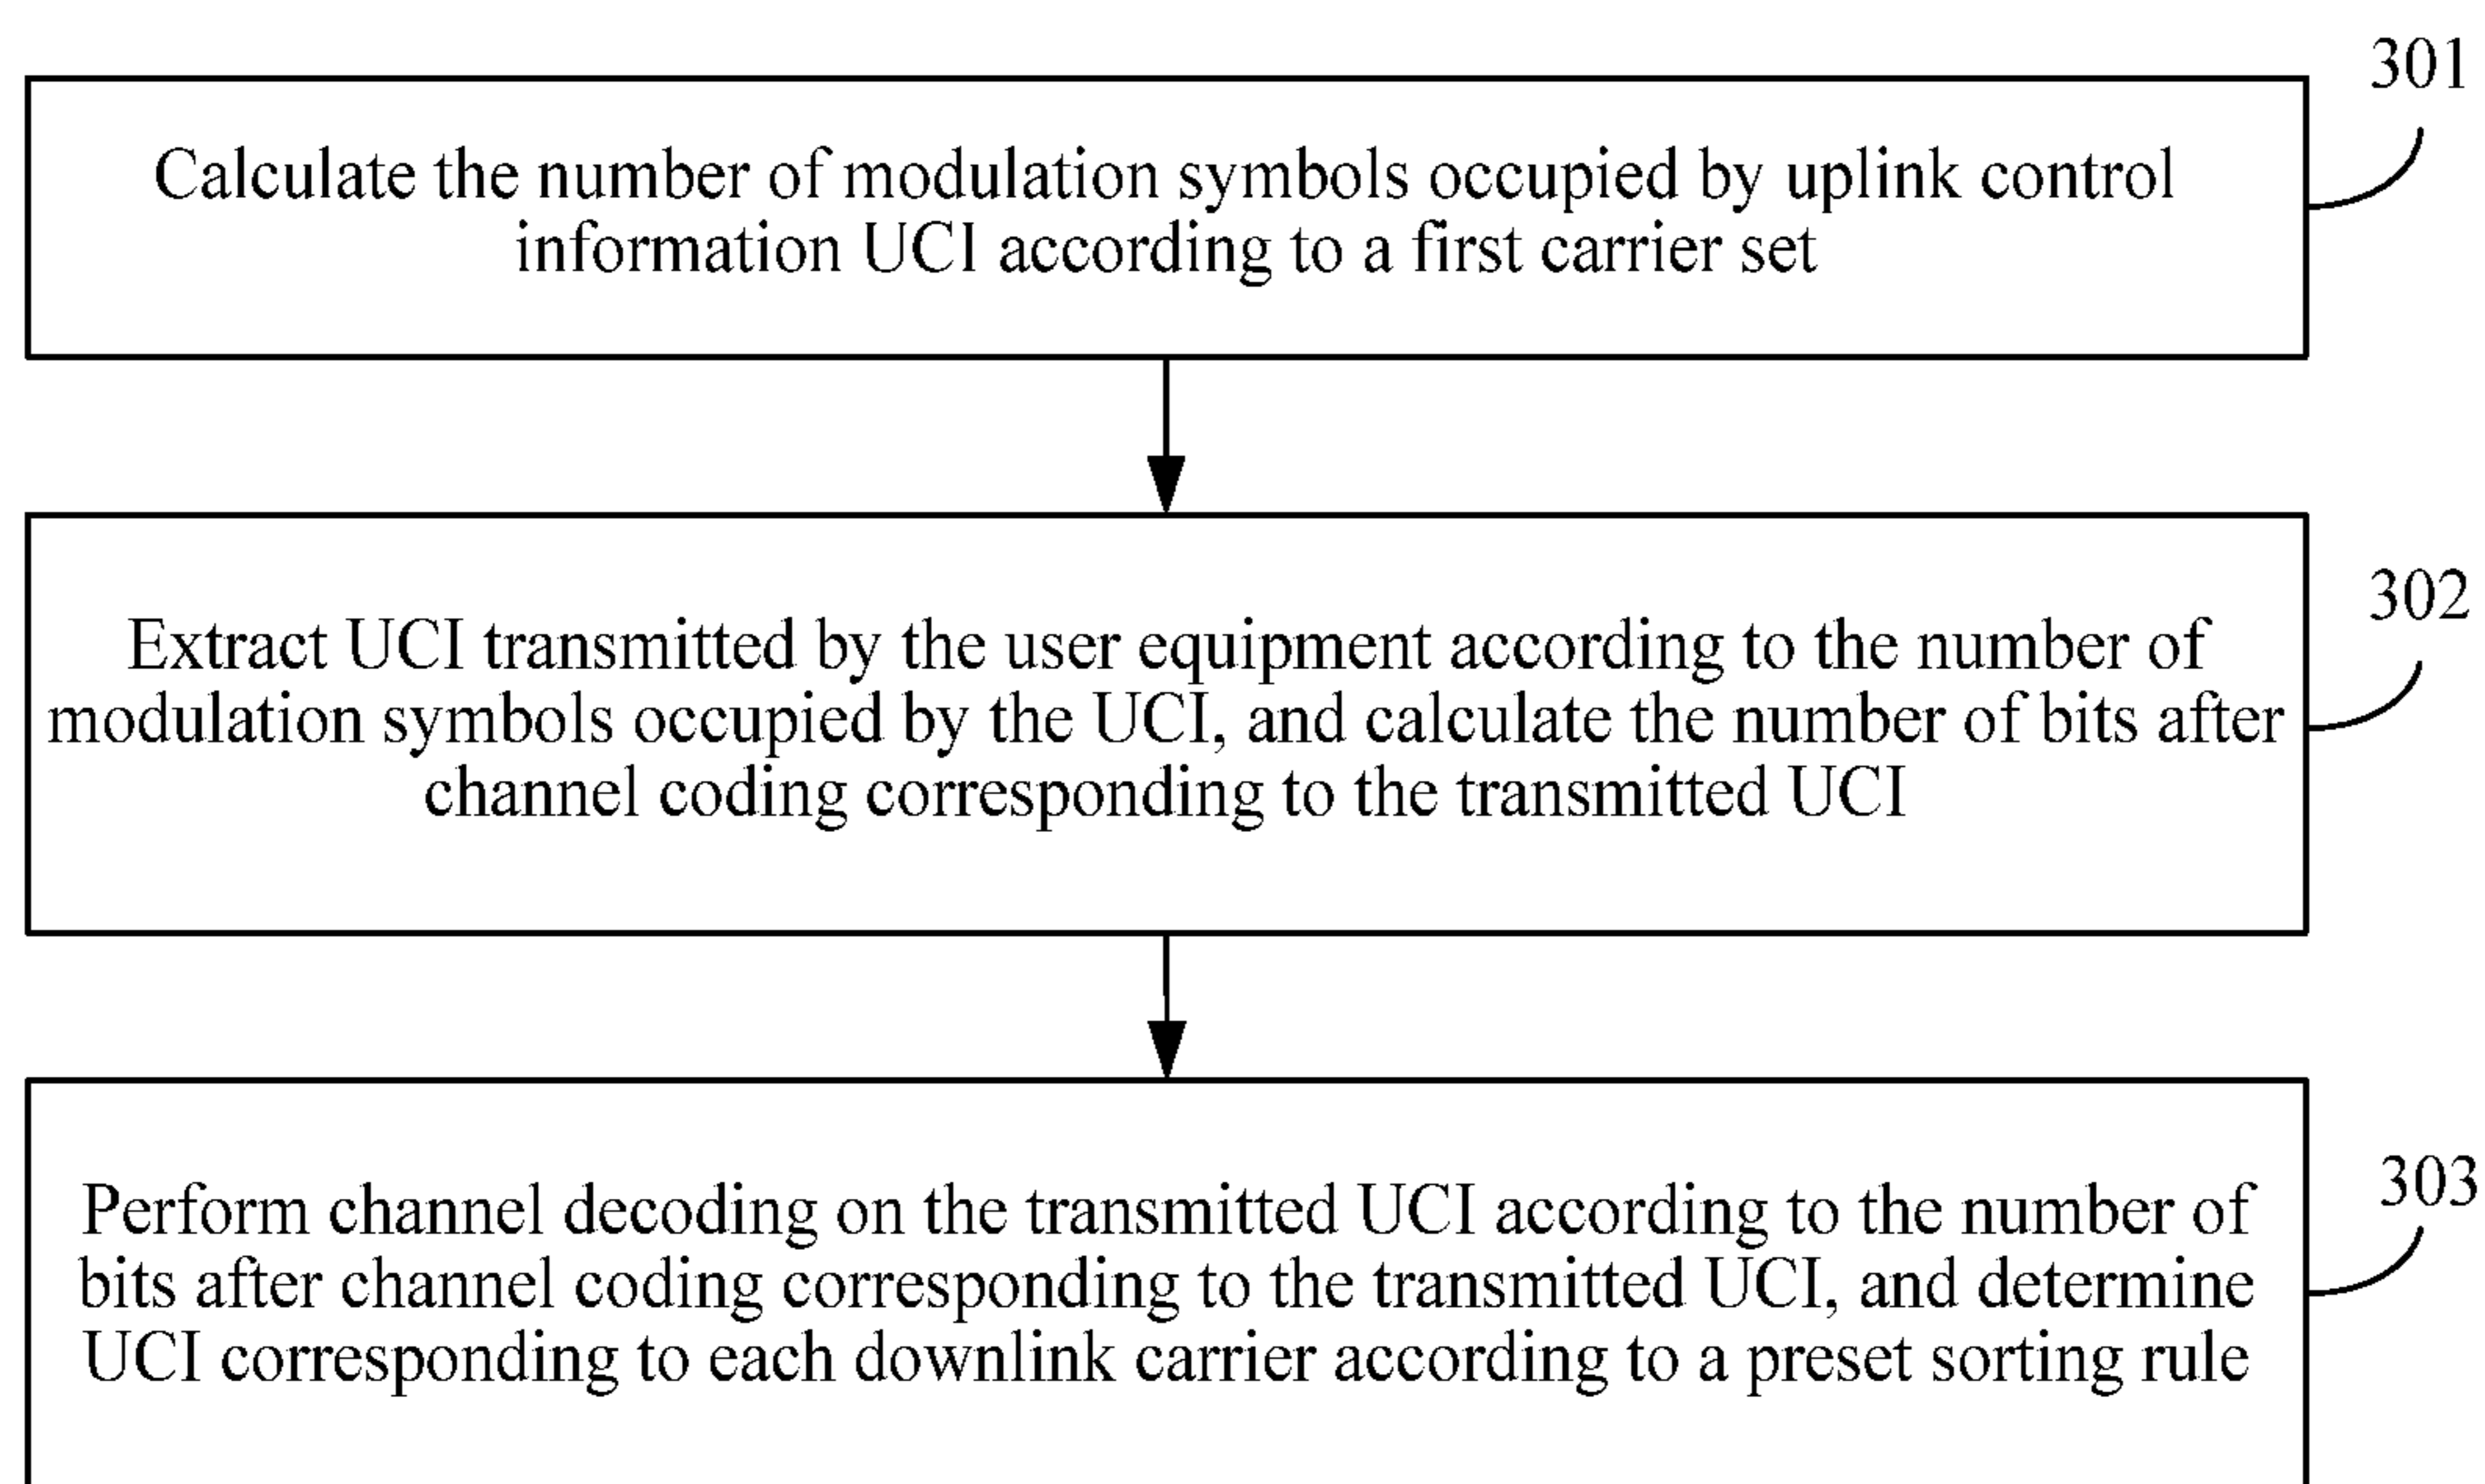 301
Calculate the number of modulation symbols occupied by uplink control
information UCI according to a first carrier set
302
Extract UCI transmitted by the user equipment according to the number of
modulation symbols occupied by the UCI, and calculate the number of bits after
channel coding corresponding to the transmitted UCI
303
Perform channel decoding on the transmitted UCI according to the number of
bits after channel coding corresponding to the transmitted UCI, and determine
UCI corresponding to each downlink carrier according to a preset sorting rule